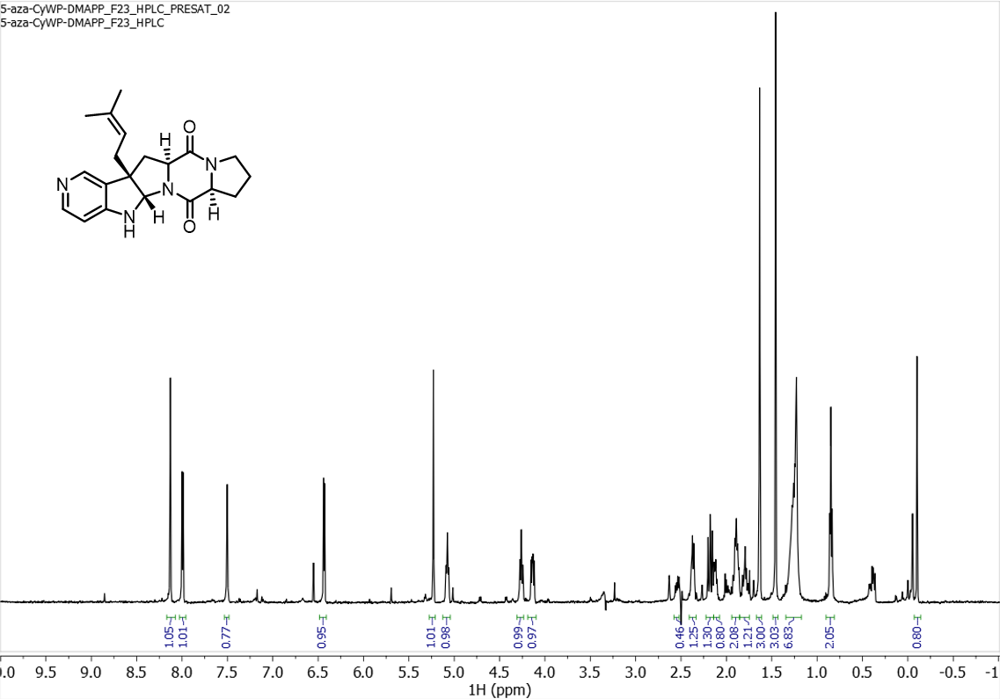 5-aza-CyWP-DMAPP_F23_HPLC_PRESAT_02
5-aza-CyWP-DMAPP_F23_HPLC
O
H
N
N
N
N
H
H
O
H
1.05 1.01 0.77 0.95 1.01 0.98 0.99 0.97 0.46 1.25 1.30 0.80 2.08 1.21 3.00 3.03 6.83 2.05 0.80
.0 9.5 9.0 8.5 8.0 7.5 7.0 6.5 6.0 5.5 5.0 4.5 4.0 3.5 3.0 2.5 2.0 1.5 1.0 0.5 0.0 -0.5 -1
1H (ppm)